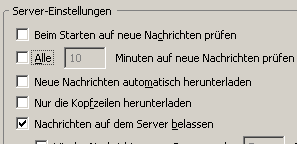 Server-Einstellungen
Beim Starten auf neue Nachrichten prüfen
Alle 10 Minuten auf neue Nachrichten prüfen
Neue Nachrichten automatisch herunterladen
Nur die Kopfzeilen herunterladen
Nachrichten auf dem Server belassen